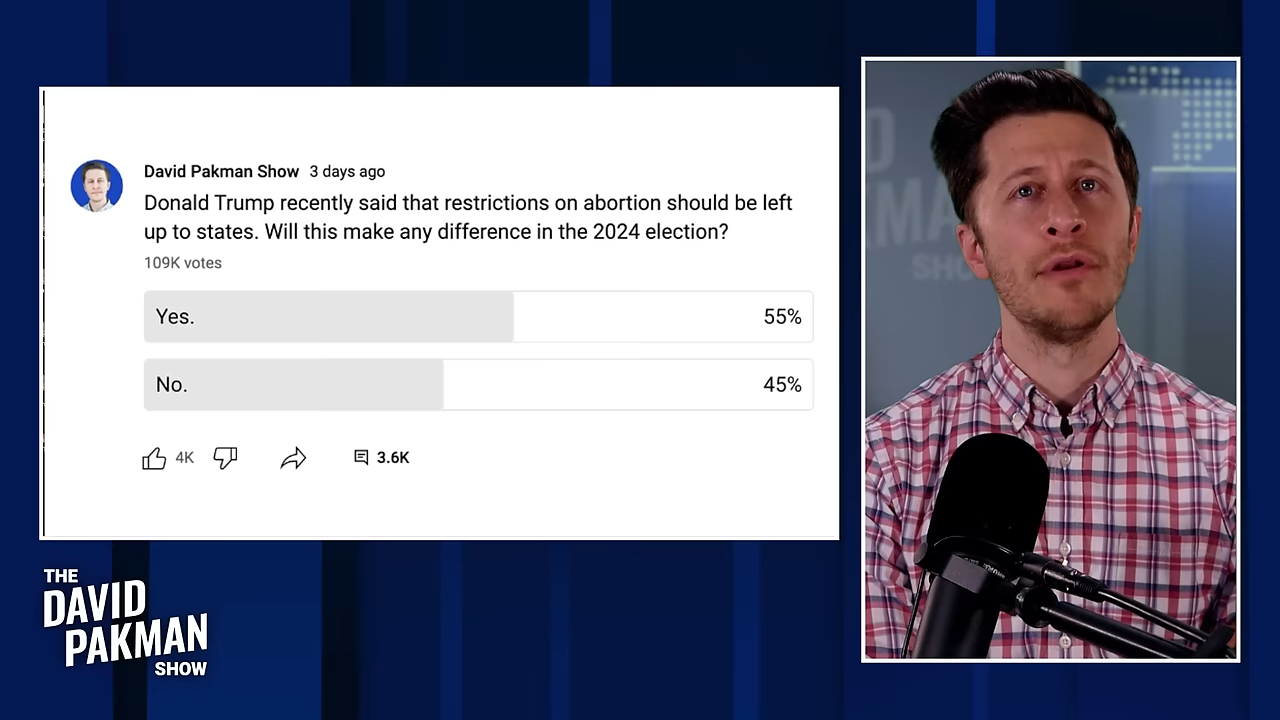 David Pakman Show 3 days ago
Donald Trump recently said that restrictions on abortion should be left
up to states. Will this make any difference in the 2024 election?
109K votes
Yes. 55%
No. 45%
4K 3.6K
THE
DAVID
PAKMAN
SHOW